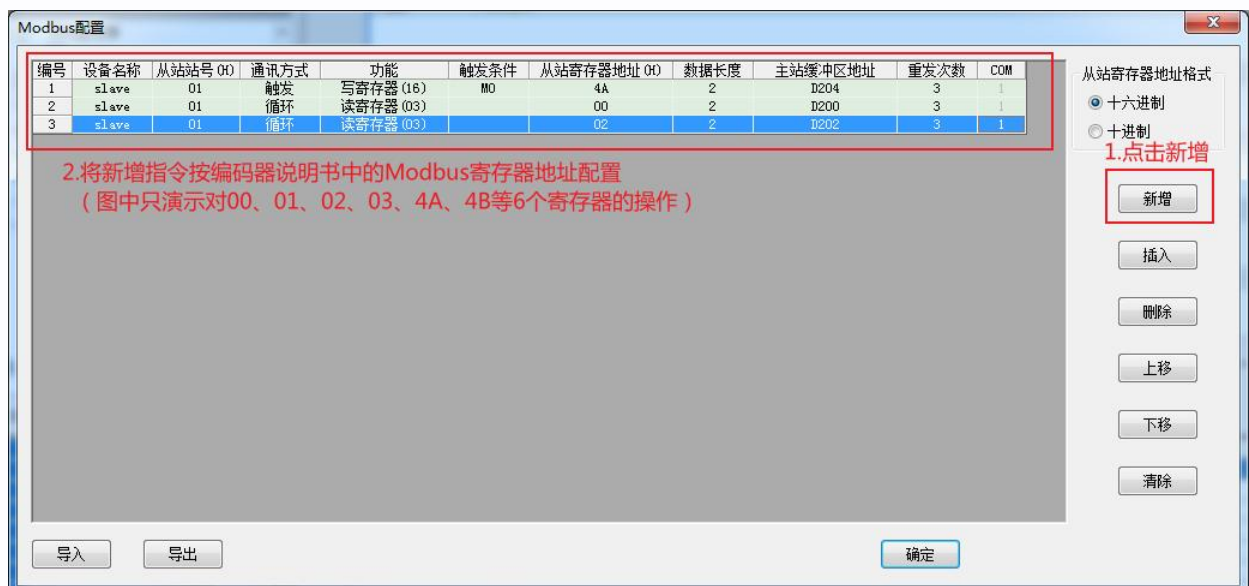 Modbus配置
编号 设备名称 从站站号(H) 通讯方式 功能 触发条件 从站寄存器地址(H) 数据长度 主站缓冲区地址 重发次数 COM
1 slave 01 触发 写寄存器(16) M0 4A 2 D204 3 1
2 slave 01 循环 读寄存器(03) 00 2 D200 3 1
3 slave 01 循环 读寄存器(03) 02 2 D202 3 1
2.将新增指令按编码器说明书中的Modbus寄存器地址配置
(图中只演示对00、01、02、03、4A、4B等6个寄存器的操作)
从站寄存器地址格式
十六进制
十进制
1.点击新增
新增
插入
删除
上移
下移
清除
导入
导出
确定